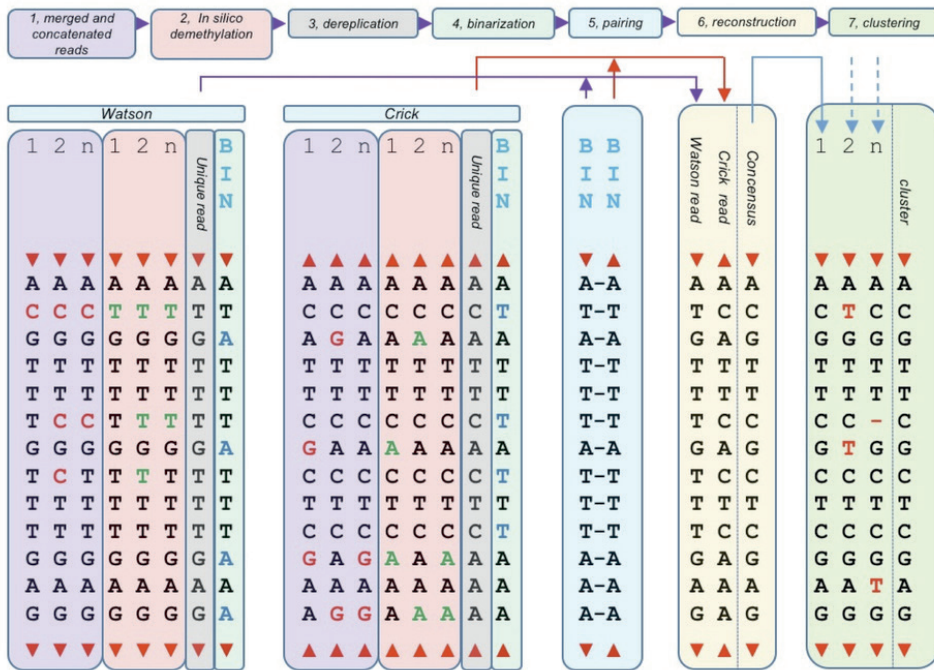 1, merged and
concatenated
reads
2, In silico
demethylation
3, dereplication
4, binarization
5, pairing
6, reconstruction
7, clustering
Watson
Crick
1 2 n 1 2 n Unique read BIN
1 2 n 1 2 n Unique read BIN
BIN BIN
Watson read Crick read Concensus
1 2 n cluster
A A A A A A A A A A A A A A A A A–A A A A A A A A
C C C T T T T T C C C C C C C T T–T T C C C T C C
G G G G G G G A A G A A A A A A A–A G A G G G G G
T T T T T T T T T T T T T T T T T–T T T T T T T T
T T T T T T T T T T T T T T T T T–T T T T T T T T
T C C T T T T T C C C C C C C T T–T T C C C C - C
G G G G G G G A G A A A A A A A A–A G A G G T G G
T C T T T T T T C C C C C C C T T–T T C C C C C C
T T T T T T T T T T T T T T T T T–T T T T T T T T
T T T T T T T T C C C C C C C T T–T T C C C C C C
G G G G G G G A G A G A A A A A A–A G A G G G G G
A A A A A A A A A A A A A A A A A–A A A A A A T A
G G G G G G G A A G G A A A A A A–A G A G G G G G